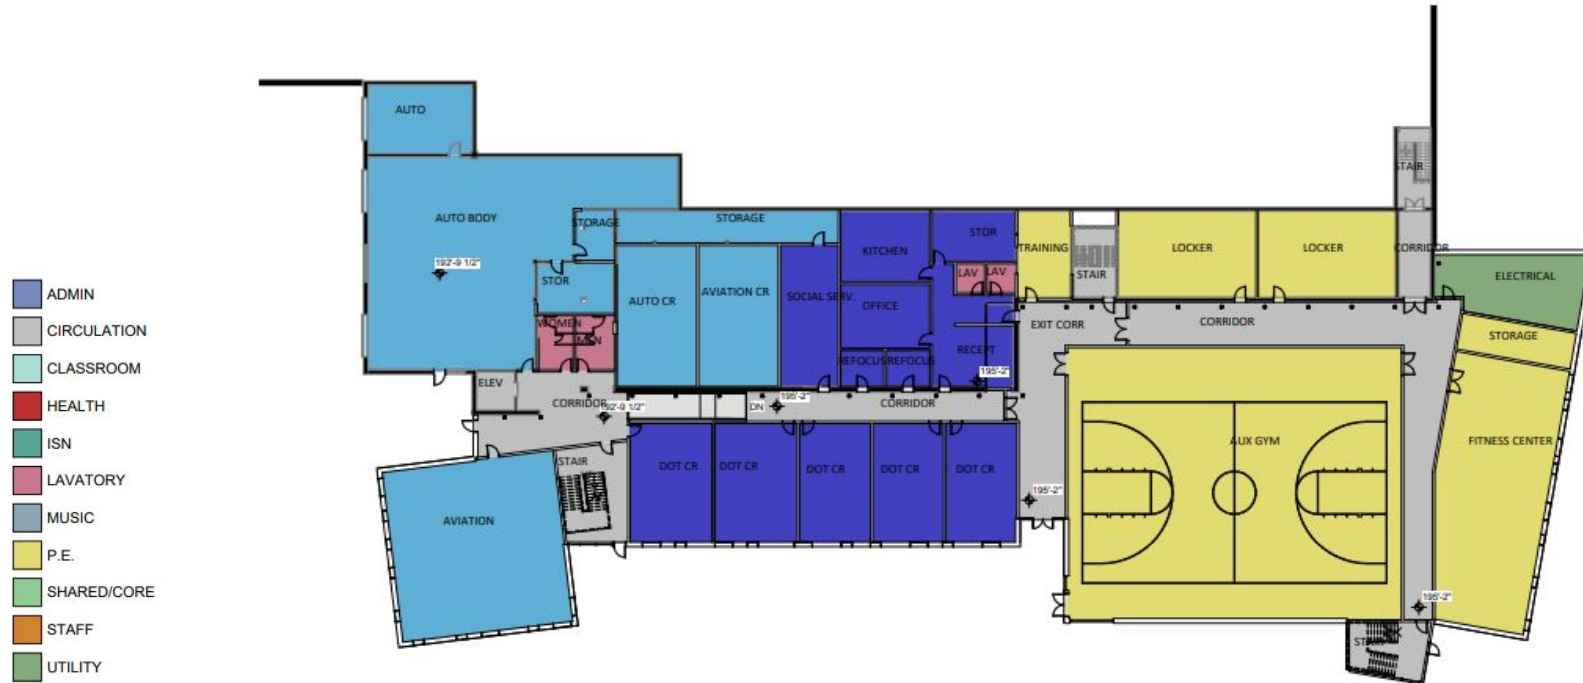 ADMIN
CIRCULATION
CLASSROOM
HEALTH
ISN
LAVATORY
MUSIC
P.E.
SHARED/CORE
STAFF
UTILITY
AUTO
AUTO BODY
192'-9 1/2"
STORAGE
STOR
WOMEN
MEN
ELEV
CORRIDOR
192'-9 1/2"
STAIR
AVIATION
STORAGE
AUTO CR
AVIATION CR
SOCIAL SERV.
KITCHEN
OFFICE
REFOCUS
REFOCUS
STOR
LAV
LAV
RECEPT
195'-2"
DN
195'-2"
CORRIDOR
DOT CR
DOT CR
DOT CR
DOT CR
DOT CR
TRAINING
STAIR
LOCKER
LOCKER
STAIR
CORRIDOR
EXIT CORR
CORRIDOR
195'-2"
AUX GYM
ELECTRICAL
STORAGE
FITNESS CENTER
195'-2"
STAIR